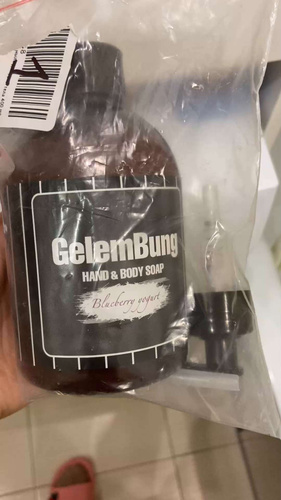 GelemBung
HAND & BODY SOAP
Blueberry yogurt